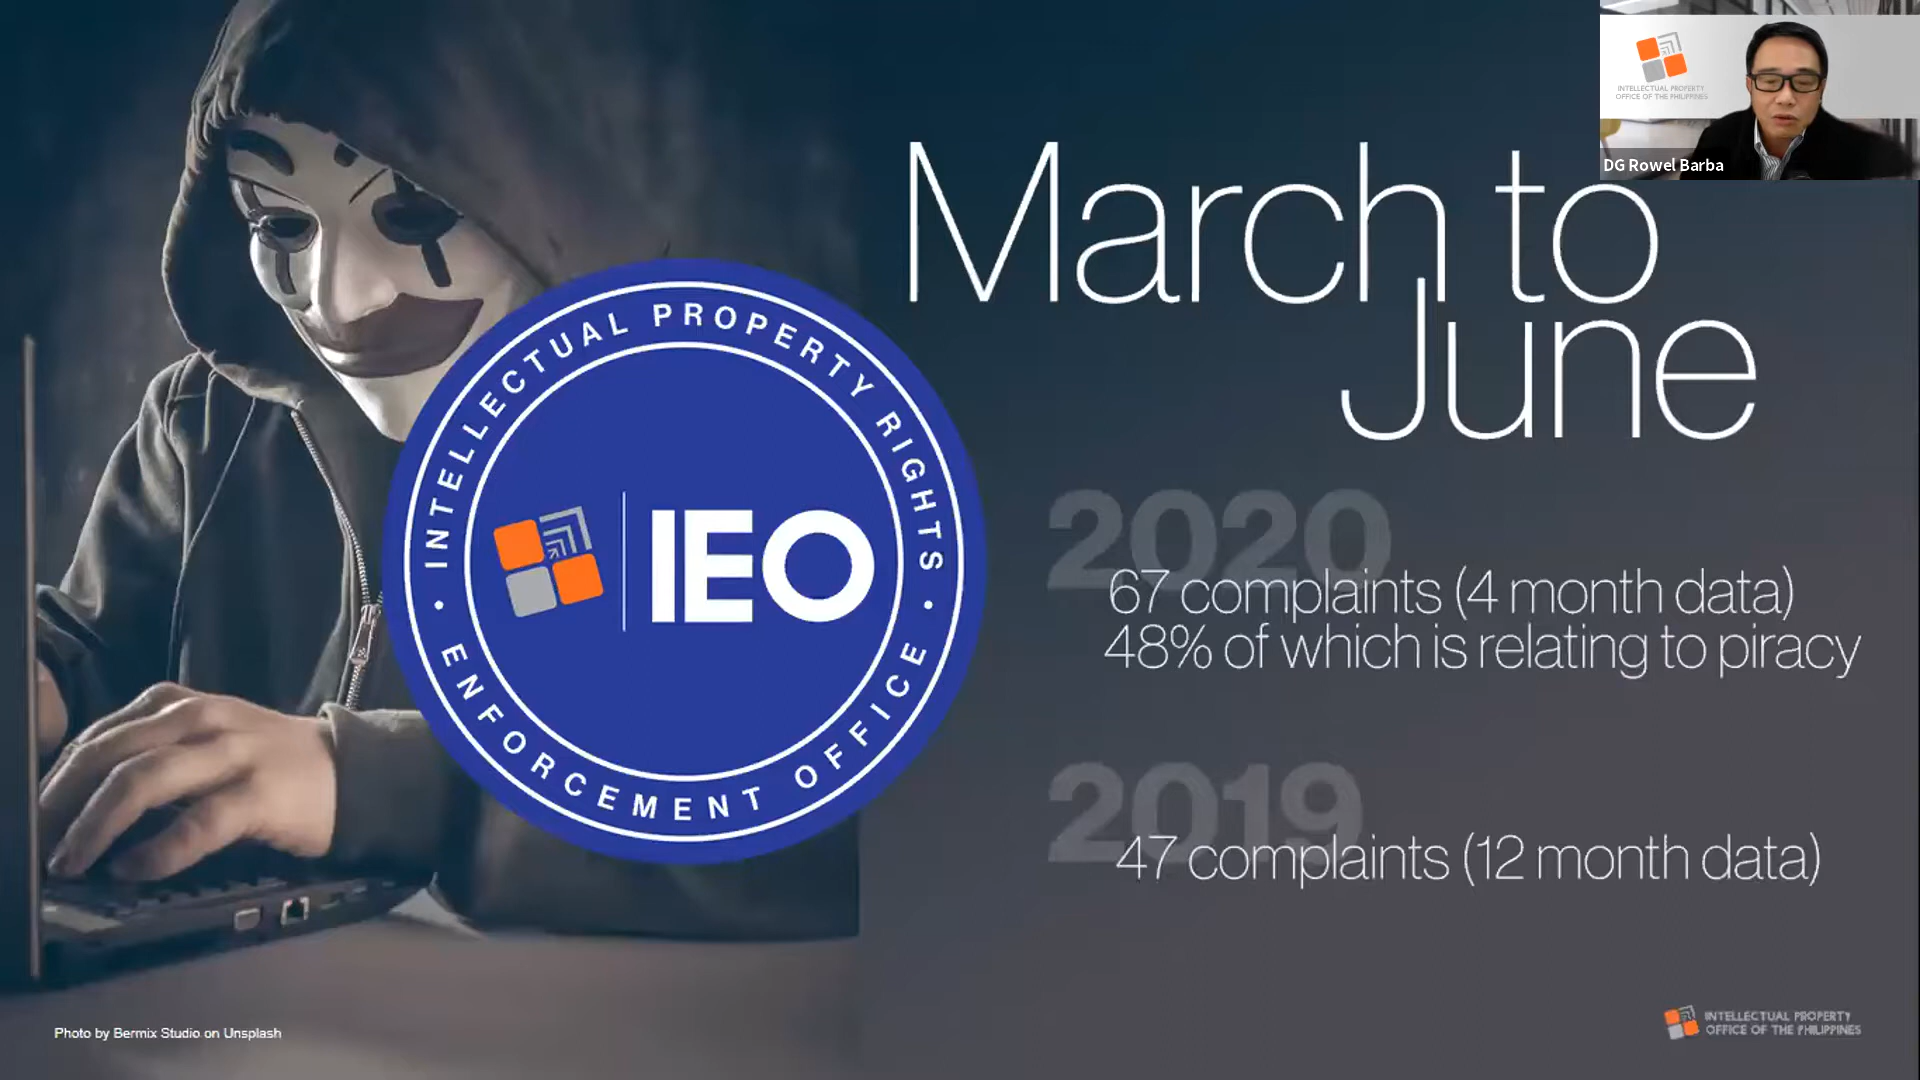 INTELLECTUAL PROPERTY
OFFICE OF THE PHILIPPINES
DG Rowel Barba
March to
June
INTELLECTUAL PROPERTY RIGHTS
• ENFORCEMENT OFFICE •
IEO
2020
67 complaints (4 month data)
48% of which is relating to piracy
2019
47 complaints (12 month data)
Photo by Bermix Studio on Unsplash
INTELLECTUAL PROPERTY
OFFICE OF THE PHILIPPINES